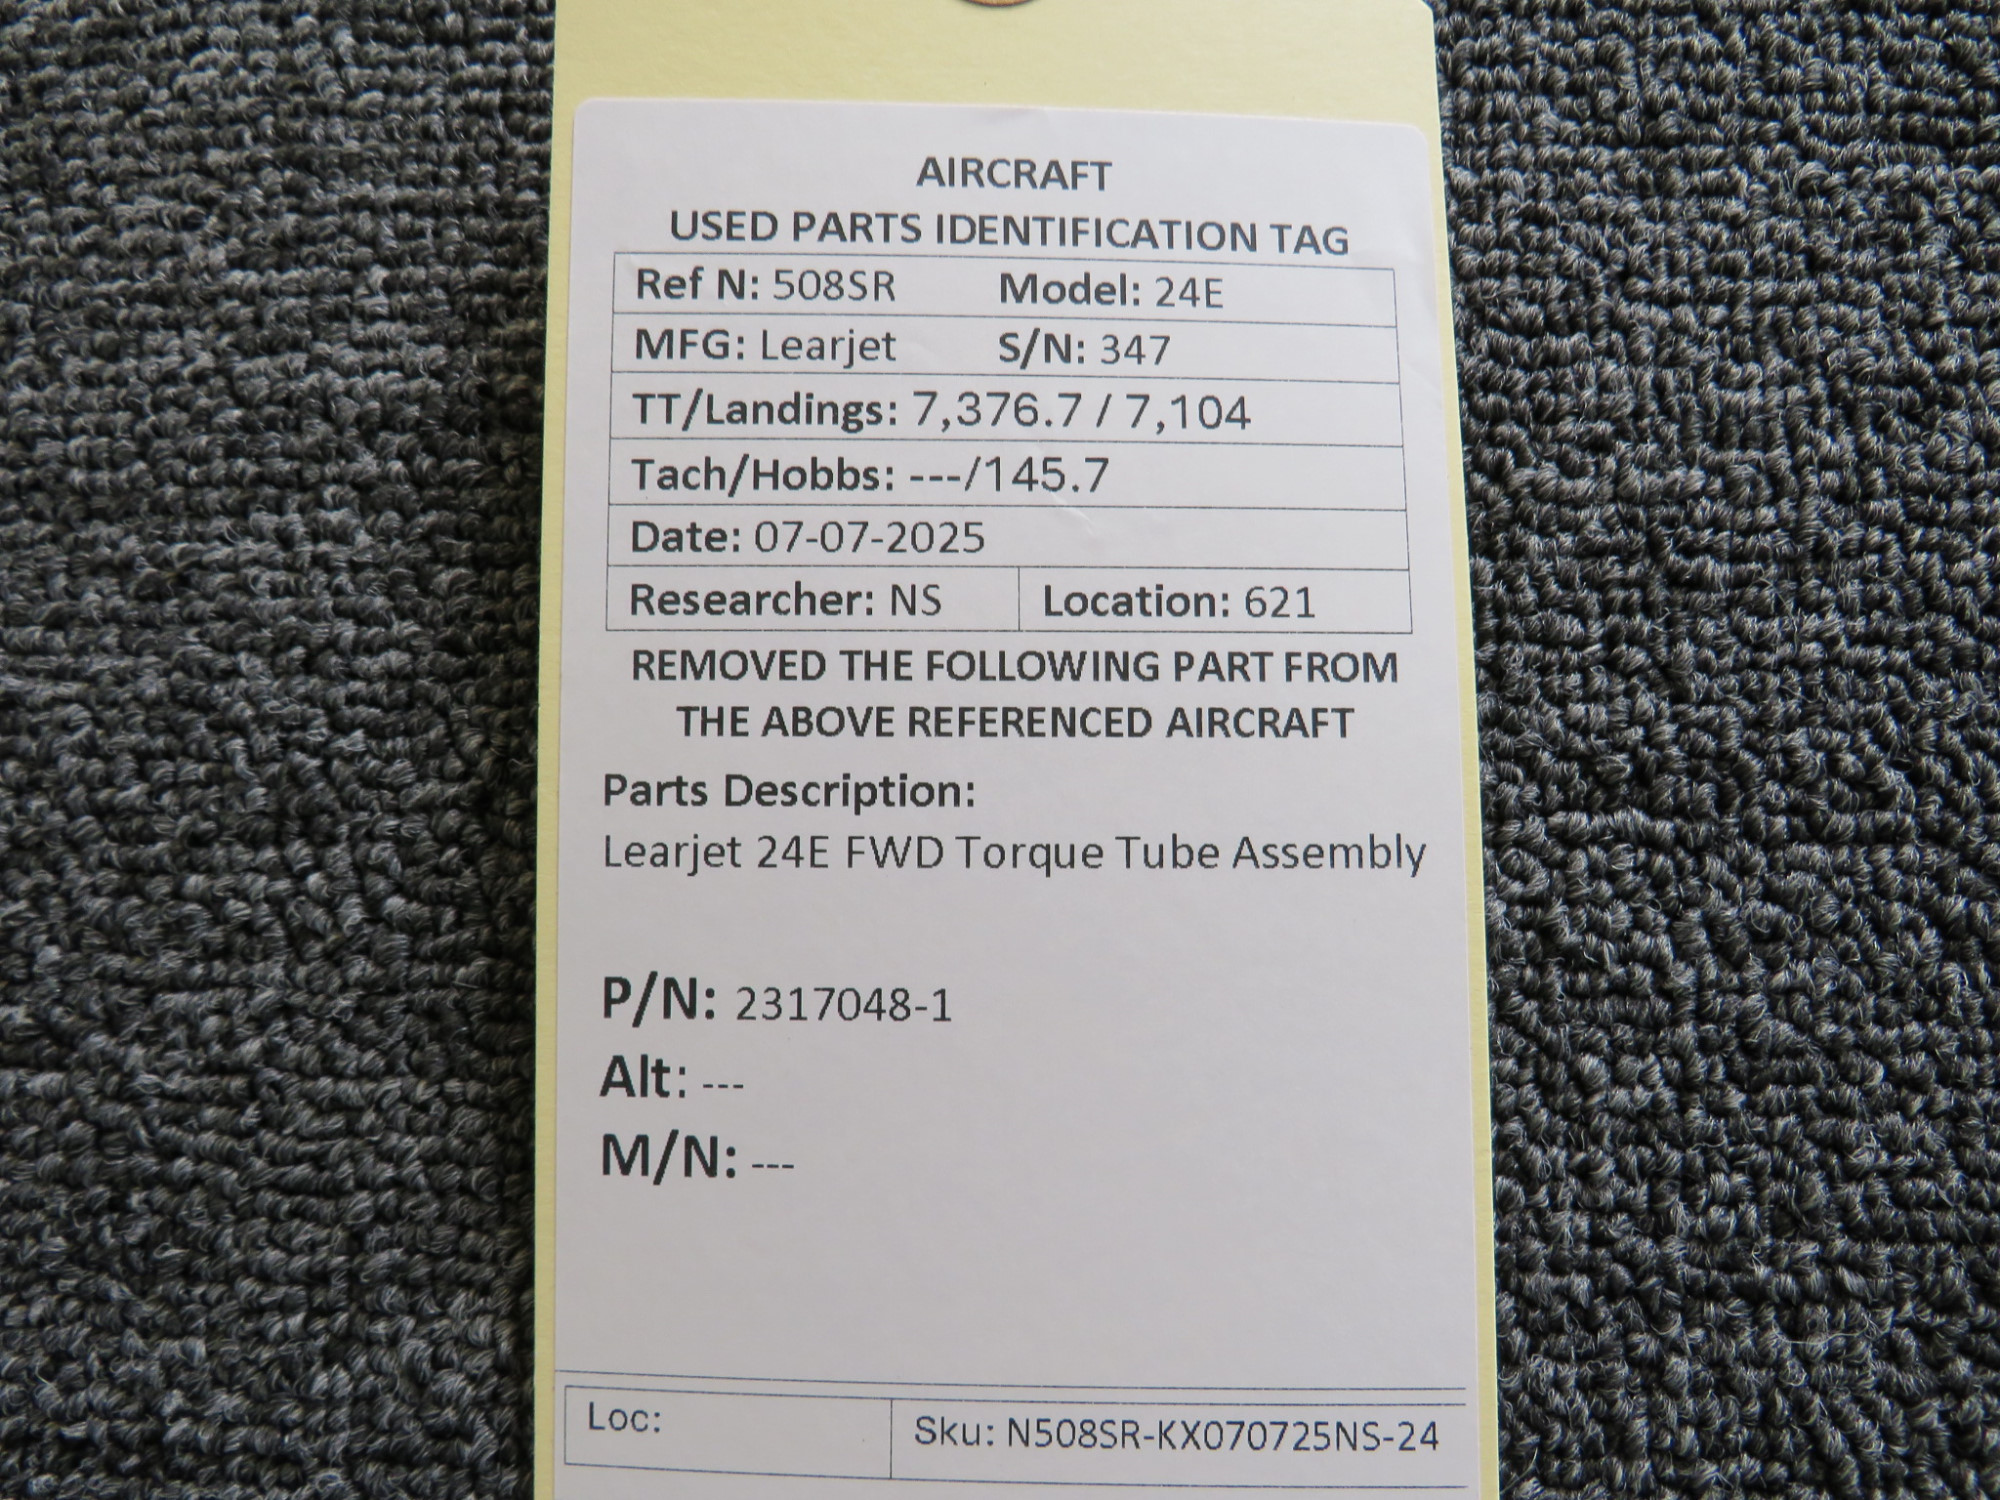 AIRCRAFT
USED PARTS IDENTIFICATION TAG
Ref N: 508SR Model: 24E
MFG: Learjet S/N: 347
TT/Landings: 7,376.7 / 7,104
Tach/Hobbs: ---/145.7
Date: 07-07-2025
Researcher: NS Location: 621
REMOVED THE FOLLOWING PART FROM
THE ABOVE REFERENCED AIRCRAFT
Parts Description:
Learjet 24E FWD Torque Tube Assembly
P/N: 2317048-1
Alt: ---
M/N: ---
Loc: Sku: N508SR-KX070725NS-24